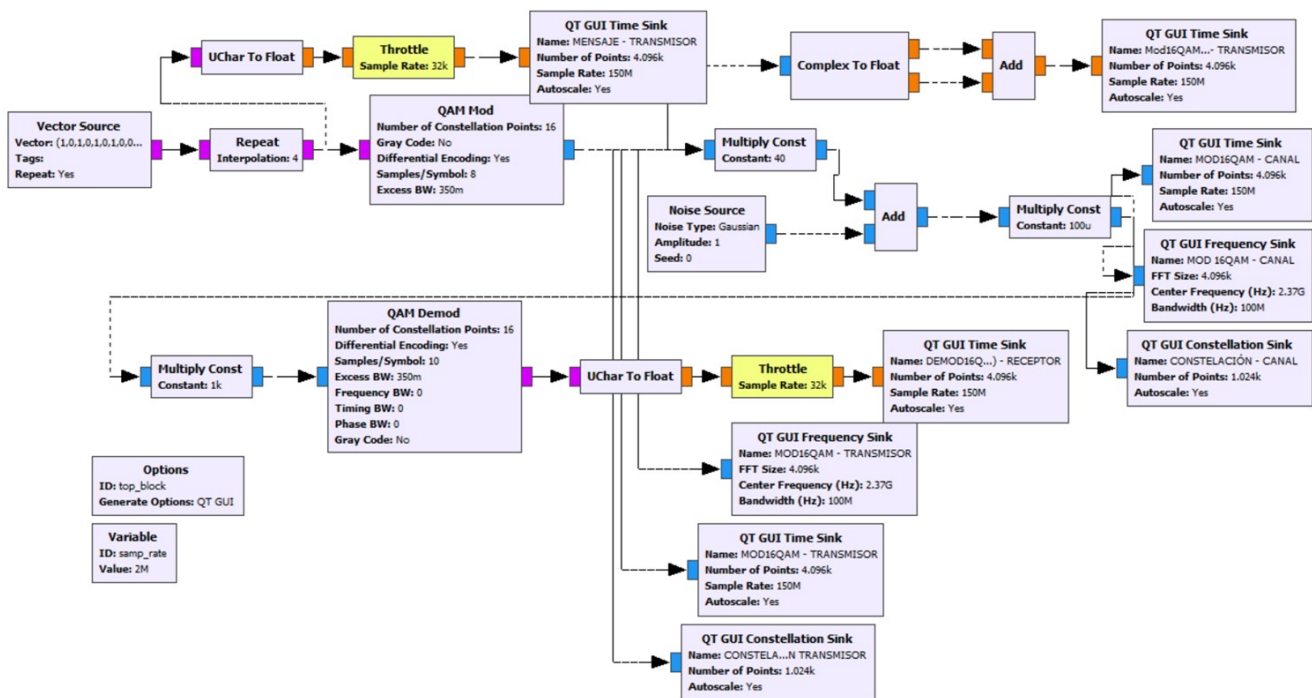 UChar To Float
Throttle
Sample Rate: 32k
QT GUI Time Sink
Name: MENSAJE - TRANSMISOR
Number of Points: 4.096k
Sample Rate: 150M
Autoscale: Yes
Complex To Float
Add
QT GUI Time Sink
Name: Mod16QAM...- TRANSMISOR
Number of Points: 4.096k
Sample Rate: 150M
Autoscale: Yes
Vector Source
Vector: (1,0,1,0,1,0,1,0,0...
Tags:
Repeat: Yes
Repeat
Interpolation: 4
QAM Mod
Number of Constellation Points: 16
Gray Code: No
Differential Encoding: Yes
Samples/Symbol: 8
Excess BW: 350m
Multiply Const
Constant: 40
Noise Source
Noise Type: Gaussian
Amplitude: 1
Seed: 0
Add
Multiply Const
Constant: 100u
QT GUI Time Sink
Name: MOD16QAM - CANAL
Number of Points: 4.096k
Sample Rate: 150M
Autoscale: Yes
QT GUI Frequency Sink
Name: MOD 16QAM - CANAL
FFT Size: 4.096k
Center Frequency (Hz): 2.37G
Bandwidth (Hz): 100M
QT GUI Constellation Sink
Name: CONSTELACIÓN - CANAL
Number of Points: 1.024k
Autoscale: Yes
Multiply Const
Constant: 1k
QAM Demod
Number of Constellation Points: 16
Differential Encoding: Yes
Samples/Symbol: 10
Excess BW: 350m
Frequency BW: 0
Timing BW: 0
Phase BW: 0
Gray Code: No
UChar To Float
Throttle
Sample Rate: 32k
QT GUI Time Sink
Name: DEMOD16Q...) - RECEPTOR
Number of Points: 4.096k
Sample Rate: 150M
Autoscale: Yes
QT GUI Frequency Sink
Name: MOD16QAM - TRANSMISOR
FFT Size: 4.096k
Center Frequency (Hz): 2.37G
Bandwidth (Hz): 100M
Options
ID: top_block
Generate Options: QT GUI
Variable
ID: samp_rate
Value: 2M
QT GUI Time Sink
Name: MOD16QAM - TRANSMISOR
Number of Points: 4.096k
Sample Rate: 150M
Autoscale: Yes
QT GUI Constellation Sink
Name: CONSTELA...N TRANSMISOR
Number of Points: 1.024k
Autoscale: Yes